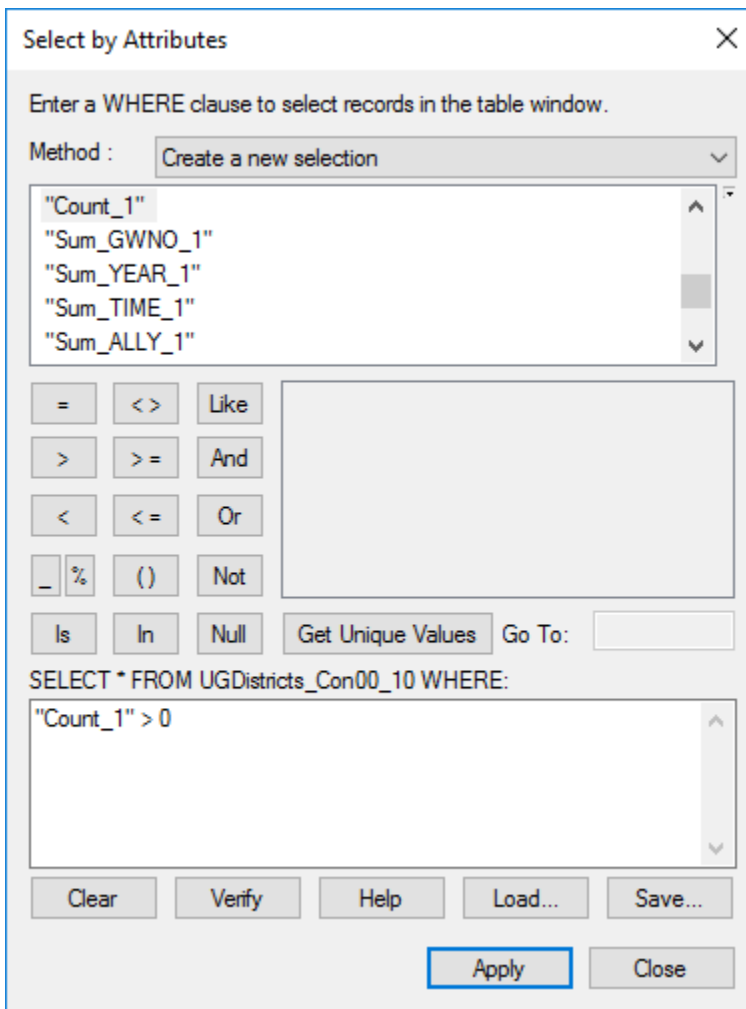 Select by Attributes
Enter a WHERE clause to select records in the table window.
Method : Create a new selection
"Count_1"
"Sum_GWNO_1"
"Sum_YEAR_1"
"Sum_TIME_1"
"Sum_ALLY_1"
= < > Like
> > = And
< < = Or
_ % ( ) Not
Is In Null Get Unique Values Go To:
SELECT * FROM UGDistricts_Con00_10 WHERE:
"Count_1" > 0
Clear Verify Help Load... Save...
Apply Close